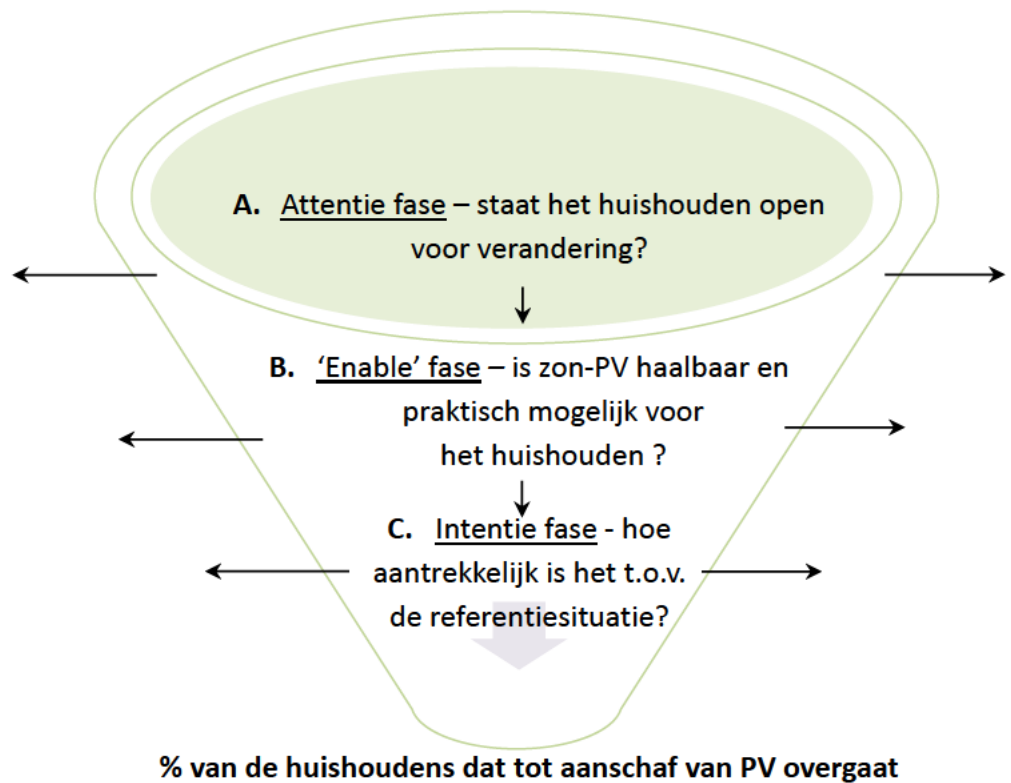 A. Attentie fase – staat het huishouden open
voor verandering?
B. ‘Enable’ fase – is zon-PV haalbaar en
praktisch mogelijk voor
het huishouden ?
C. Intentie fase - hoe
aantrekkelijk is het t.o.v.
de referentiesituatie?
% van de huishoudens dat tot aanschaf van PV overgaat